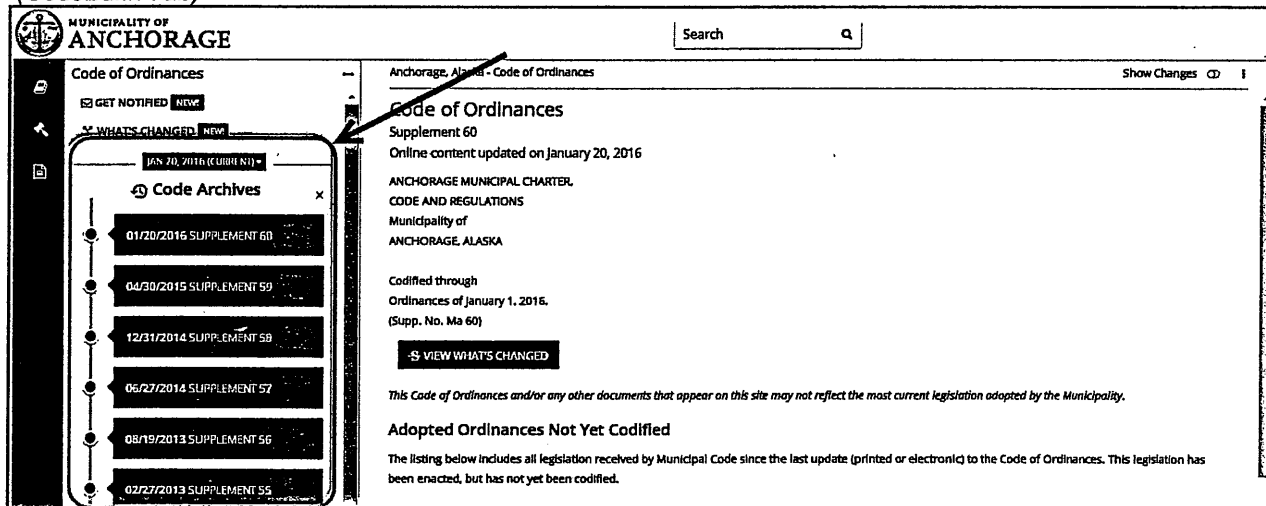 MUNICIPALITY OF
ANCHORAGE
Search
Code of Ordinances
GET NOTIFIED NEW!
WHAT'S CHANGED NEW!
JAN 20, 2016 (CURRENT)
Code Archives
x
01/20/2016 SUPPLEMENT 60
04/30/2015 SUPPLEMENT 59
12/31/2014 SUPPLEMENT 58
06/27/2014 SUPPLEMENT 57
08/19/2013 SUPPLEMENT 56
02/27/2013 SUPPLEMENT 55
Anchorage, Alaska - Code of Ordinances
Show Changes
Code of Ordinances
Supplement 60
Online content updated on January 20, 2016
ANCHORAGE MUNICIPAL CHARTER,
CODE AND REGULATIONS
Municipality of
ANCHORAGE, ALASKA
Codified through
Ordinances of January 1, 2016.
(Supp. No. Ma 60)
VIEW WHAT'S CHANGED
This Code of Ordinances and/or any other documents that appear on this site may not reflect the most current legislation adopted by the Municipality.
Adopted Ordinances Not Yet Codified
The listing below includes all legislation received by Municipal Code since the last update (printed or electronic) to the Code of Ordinances. This legislation has
been enacted, but has not yet been codified.